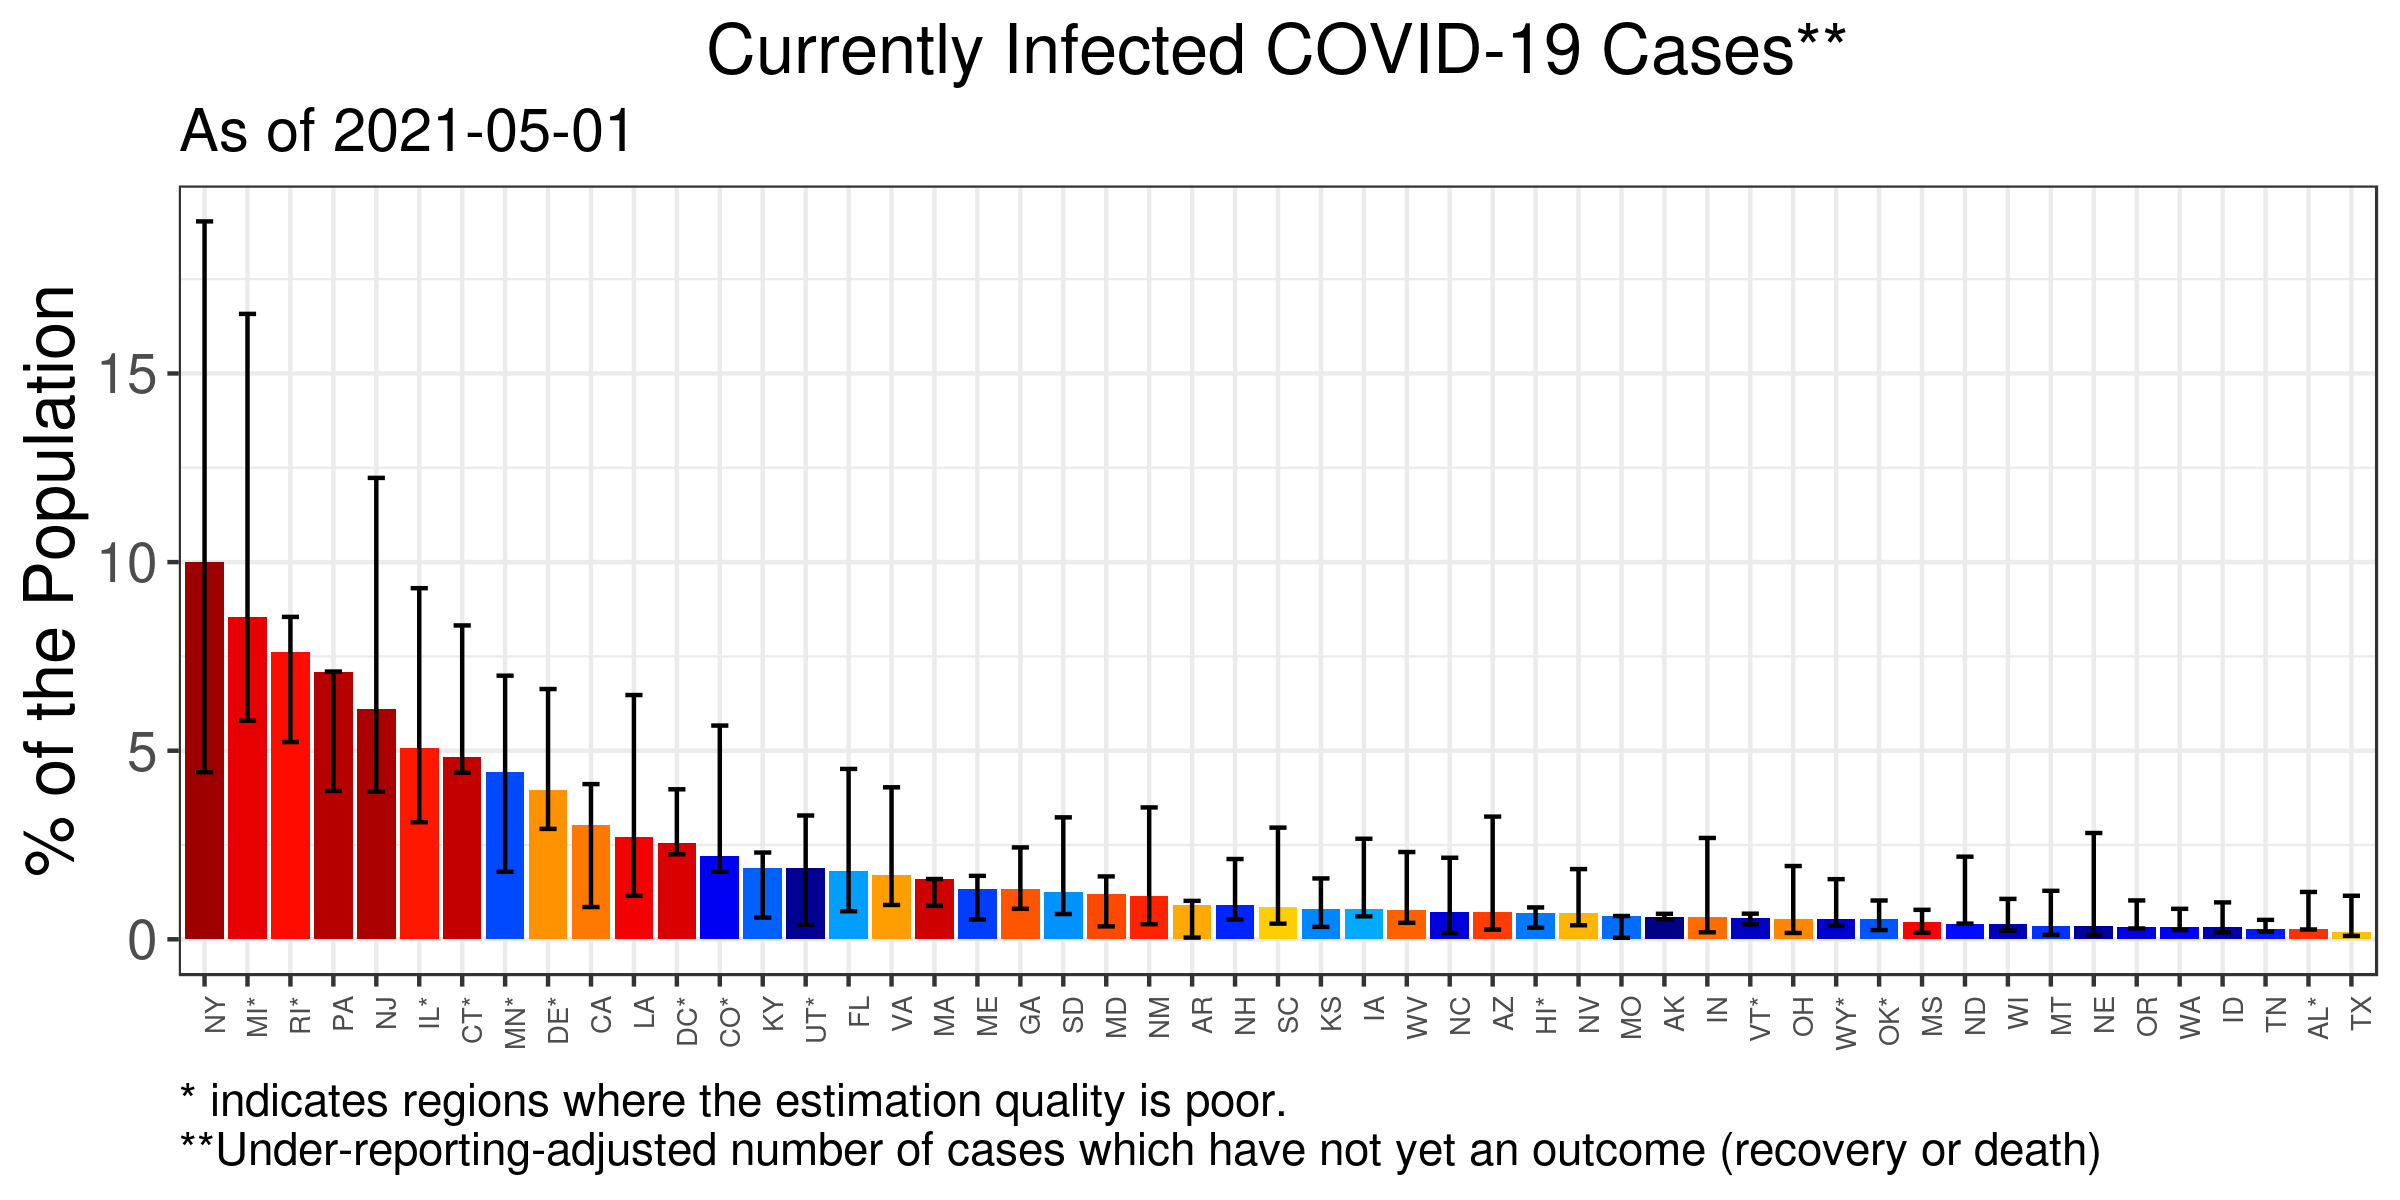 Currently Infected COVID-19 Cases**
As of 2021-05-01
% of the Population
15
10
5
0
NY MI* RI* PA NJ IL* CT* MN* DE* CA LA DC* CO* KY UT* FL VA MA ME GA SD MD NM AR NH SC KS IA WV NC AZ HI* NV MO AK IN VT* OH WY* OK* MS ND WI MT NE OR WA ID TN AL* TX
* indicates regions where the estimation quality is poor.
**Under-reporting-adjusted number of cases which have not yet an outcome (recovery or death)